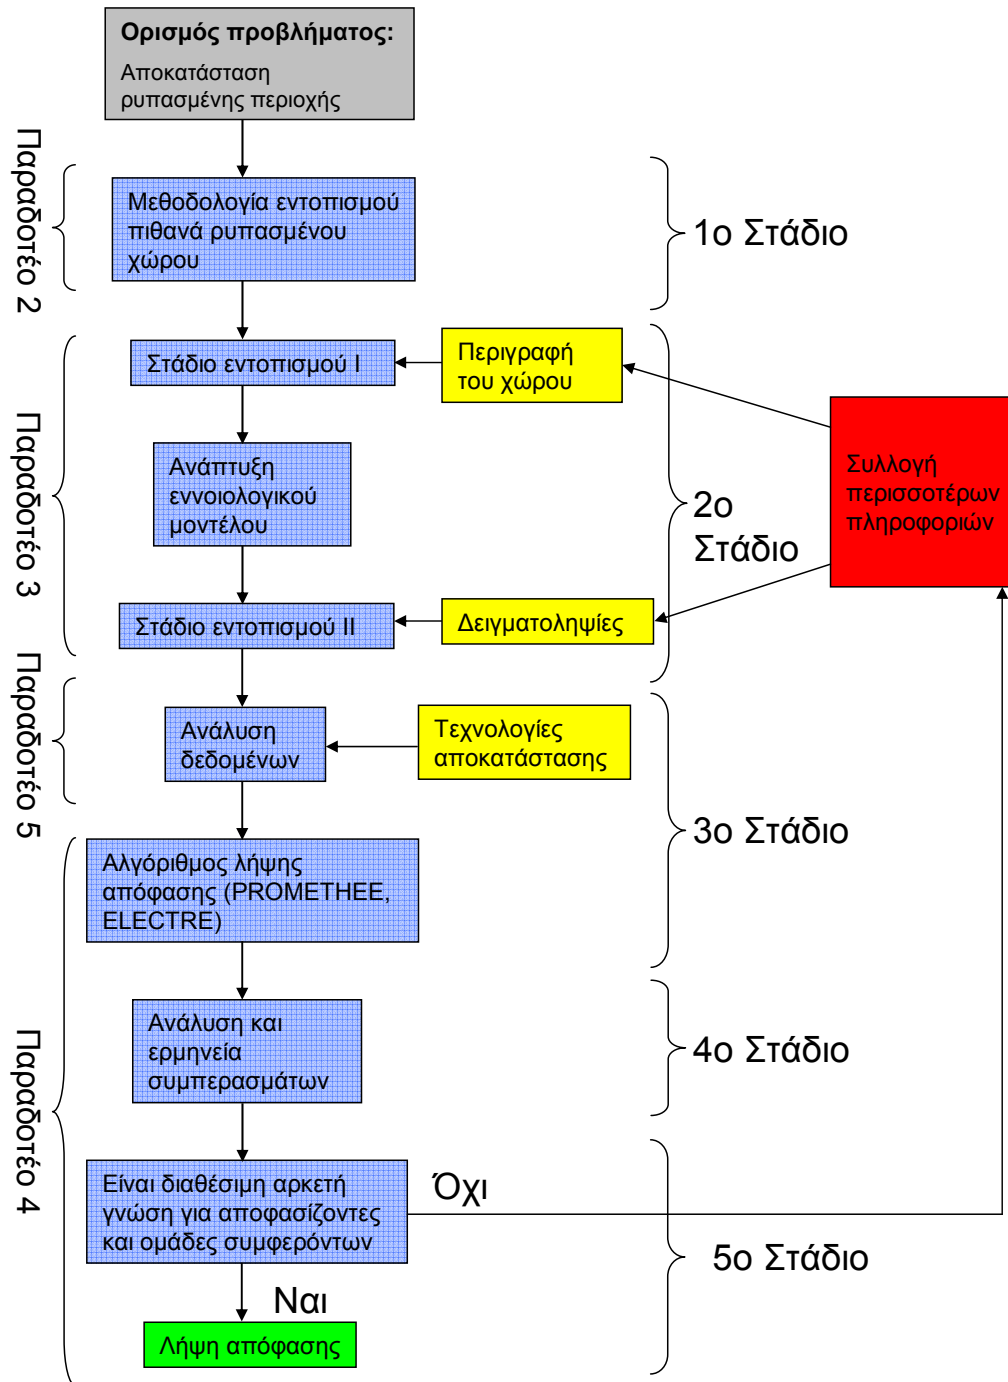 Ορισμός προβλήματος:
Αποκατάσταση
ρυπασμένης περιοχής
Παραδοτέο 2
Μεθοδολογία εντοπισμού
πιθανά ρυπασμένου
χώρου
1ο Στάδιο
Παραδοτέο 3
Στάδιο εντοπισμού I
Περιγραφή
του χώρου
Ανάπτυξη
εννοιολογικού
μοντέλου
2ο
Στάδιο
Συλλογή
περισσοτέρων
πληροφοριών
Στάδιο εντοπισμού II
Δειγματοληψίες
Παραδοτέο 5
Ανάλυση
δεδομένων
Τεχνολογίες
αποκατάστασης
3ο Στάδιο
Αλγόριθμος λήψης
απόφασης (PROMETHEE,
ELECTRE)
Παραδοτέο 4
Ανάλυση και
ερμηνεία
συμπερασμάτων
4ο Στάδιο
Είναι διαθέσιμη αρκετή
γνώση για αποφασίζοντες
και ομάδες συμφερόντων
Όχι
5ο Στάδιο
Ναι
Λήψη απόφασης